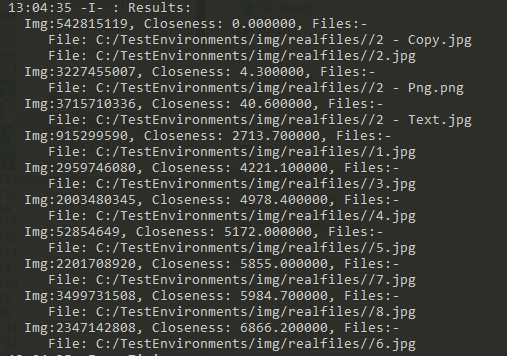 13:04:35 -I- : Results:
Img:542815119, Closeness: 0.000000, Files:-
File: C:/TestEnvironments/img/realfiles//2 - Copy.jpg
File: C:/TestEnvironments/img/realfiles//2.jpg
Img:3227455007, Closeness: 4.300000, Files:-
File: C:/TestEnvironments/img/realfiles//2 - Png.png
Img:3715710336, Closeness: 40.600000, Files:-
File: C:/TestEnvironments/img/realfiles//2 - Text.jpg
Img:915299590, Closeness: 2713.700000, Files:-
File: C:/TestEnvironments/img/realfiles//1.jpg
Img:2959746080, Closeness: 4221.100000, Files:-
File: C:/TestEnvironments/img/realfiles//3.jpg
Img:2003480345, Closeness: 4978.400000, Files:-
File: C:/TestEnvironments/img/realfiles//4.jpg
Img:52854649, Closeness: 5172.000000, Files:-
File: C:/TestEnvironments/img/realfiles//5.jpg
Img:2201708920, Closeness: 5855.000000, Files:-
File: C:/TestEnvironments/img/realfiles//7.jpg
Img:3499731508, Closeness: 5984.700000, Files:-
File: C:/TestEnvironments/img/realfiles//8.jpg
Img:2347142808, Closeness: 6866.200000, Files:-
File: C:/TestEnvironments/img/realfiles//6.jpg